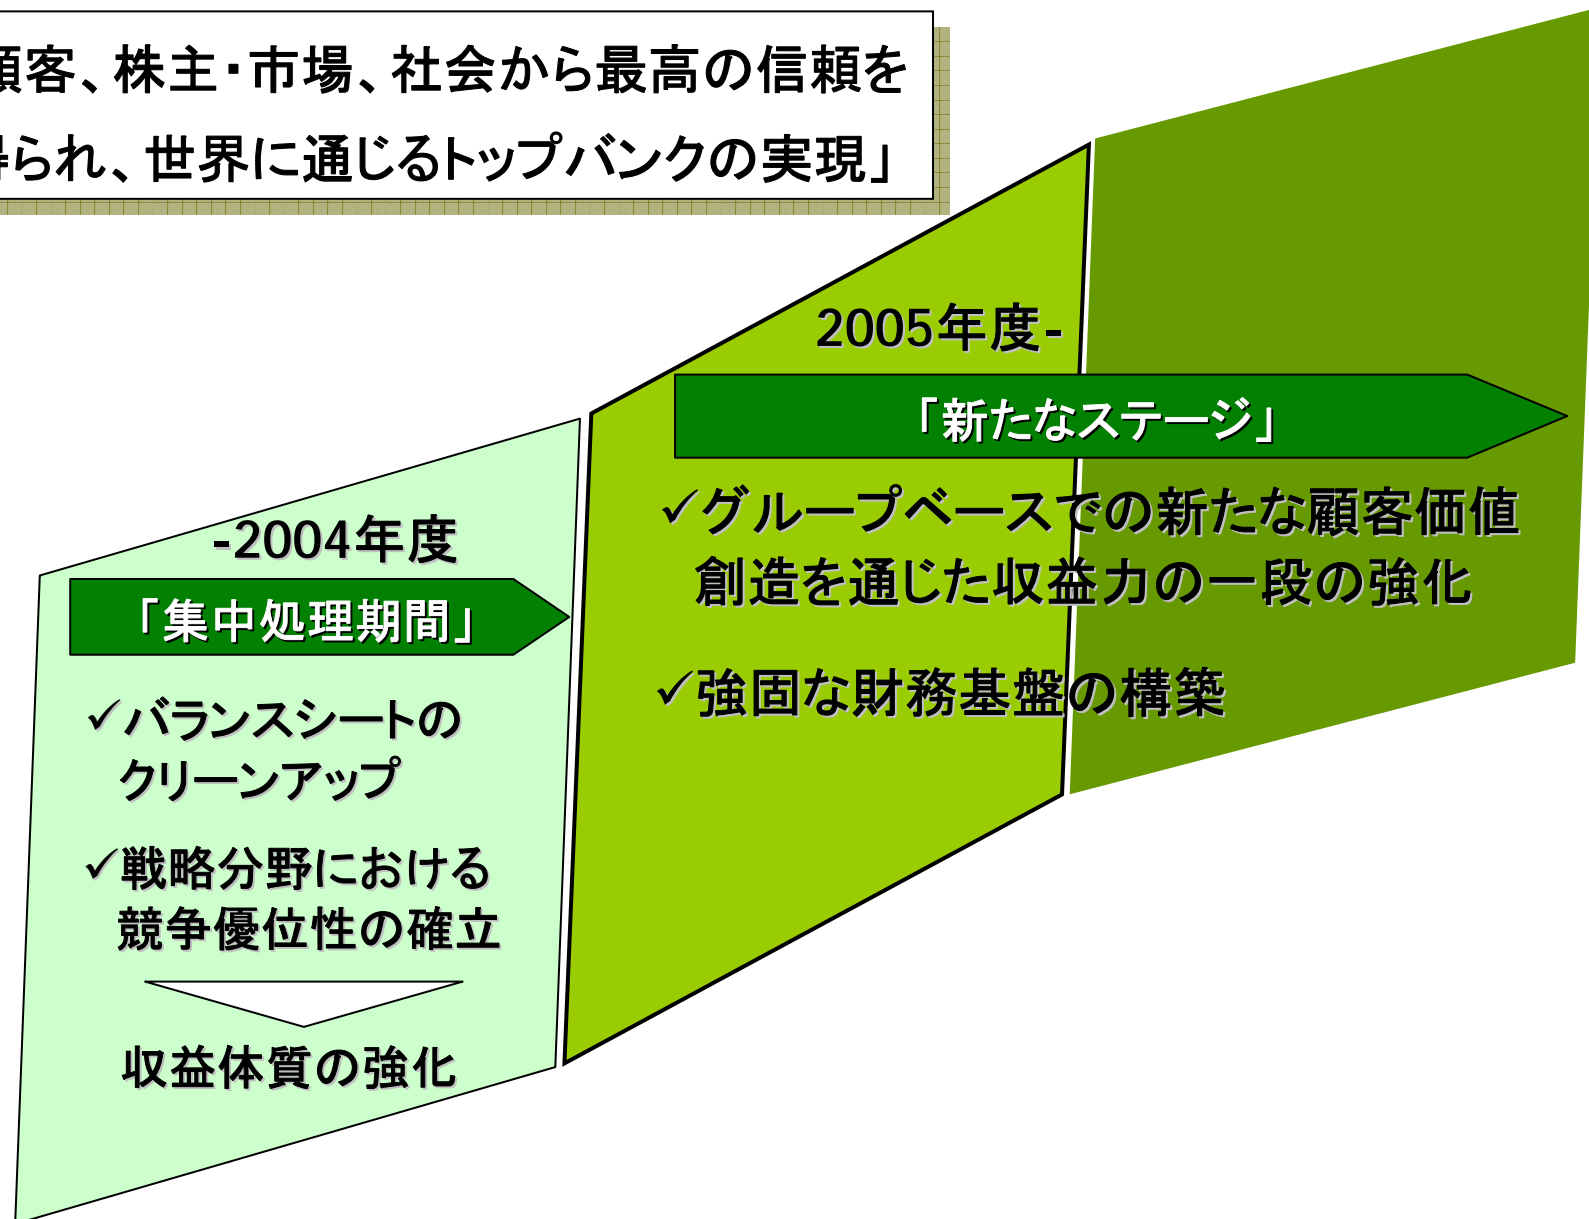 顧客、株主・市場、社会から最高の信頼を
得られ、世界に通じるトップバンクの実現」
2005年度-
「新たなステージ」
✓グループベースでの新たな顧客価値
創造を通じた収益力の一段の強化
✓強固な財務基盤の構築
-2004年度
「集中処理期間」
✓バランスシートの
クリーンアップ
✓戦略分野における
競争優位性の確立
収益体質の強化